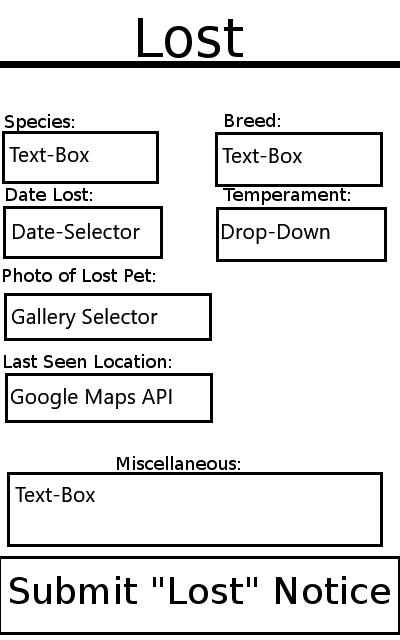 Lost
Species:
Breed:
Text-Box
Text-Box
Date Lost:
Temperament:
Date-Selector
Drop-Down
Photo of Lost Pet:
Gallery Selector
Last Seen Location:
Google Maps API
Miscellaneous:
Text-Box
Submit "Lost" Notice